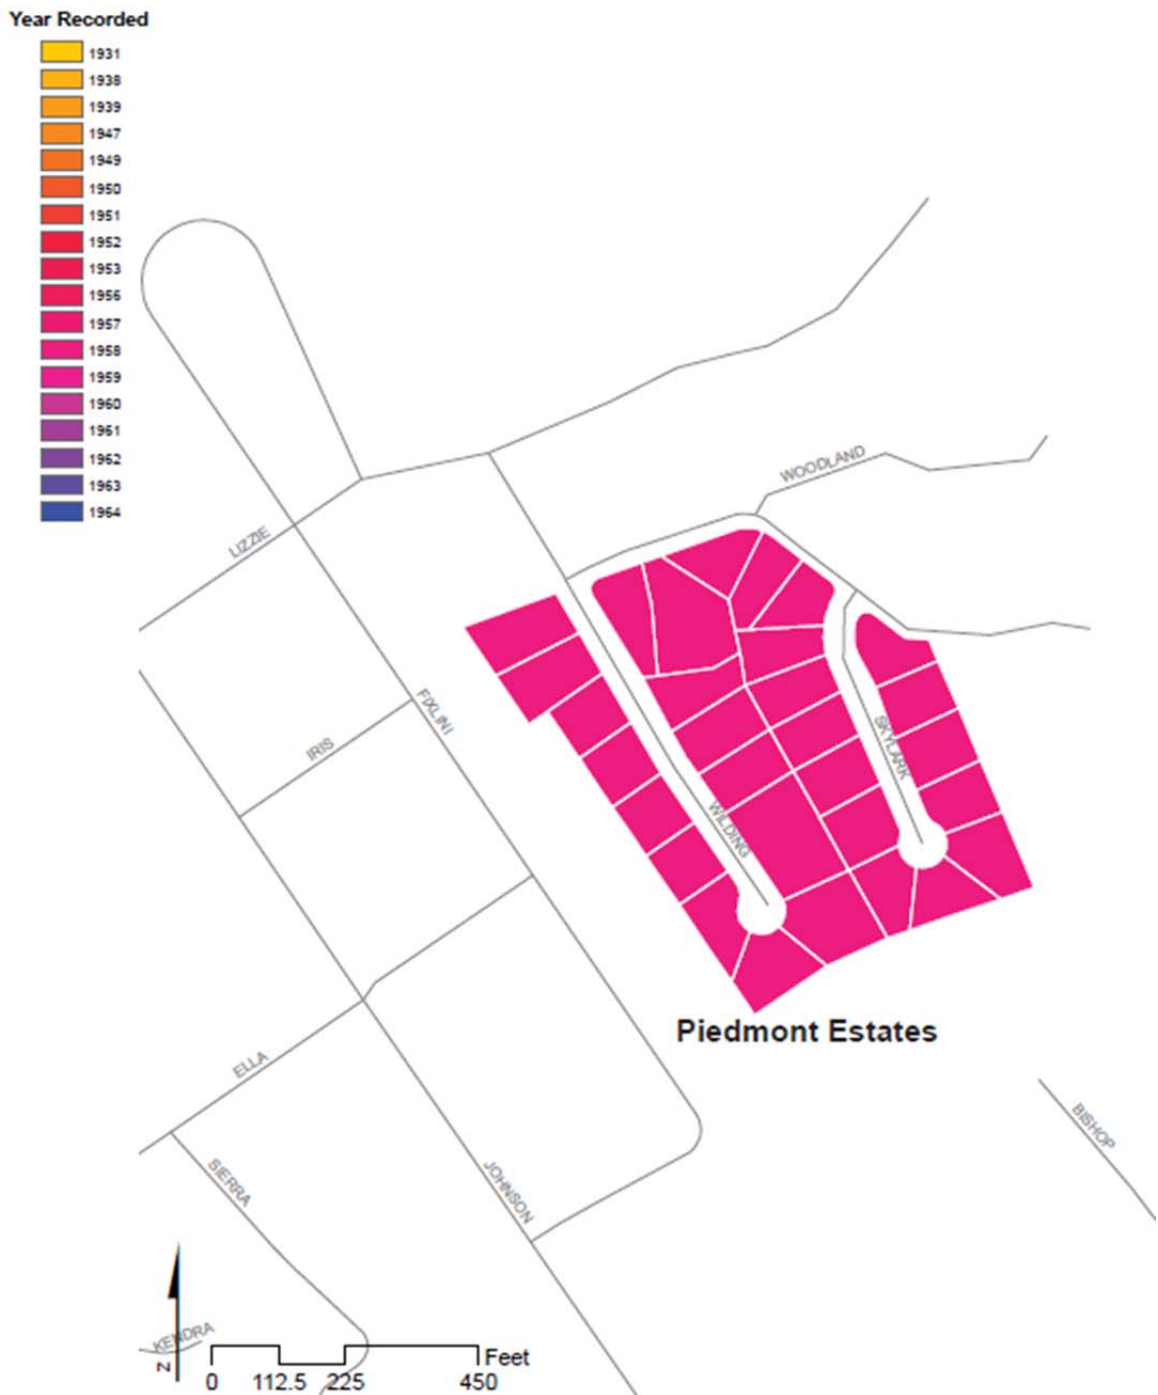 Year Recorded
1931
1938
1939
1947
1949
1950
1951
1952
1953
1956
1957
1958
1959
1960
1961
1962
1963
1964
WOODLAND
LIZZIE
FIXLINI
IRIS
SKYLARK
WILDING
Piedmont Estates
ELLA
BISHOP
SIERRA
JOHNSON
KENDRA
N
Feet
0 112.5 225 450